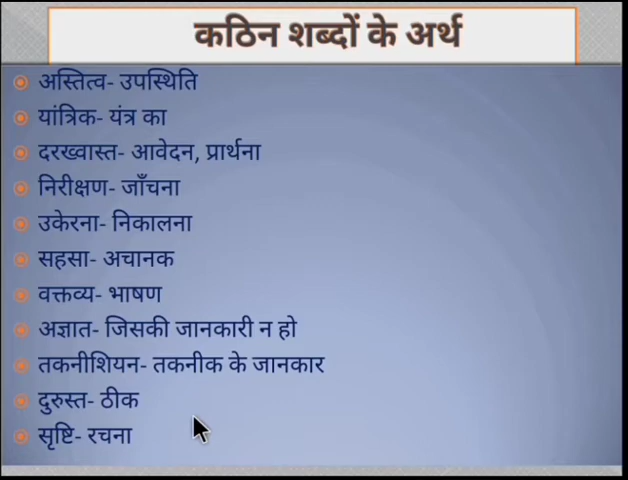 कठिन शब्दों के अर्थ
अस्तित्व- उपस्थिति
यांत्रिक- यंत्र का
दरख्वास्त- आवेदन, प्रार्थना
निरीक्षण- जाँचना
उकेरना- निकालना
सहसा- अचानक
वक्तव्य- भाषण
अज्ञात- जिसकी जानकारी न हो
तकनीशियन- तकनीक के जानकार
दुरुस्त- ठीक
सृष्टि- रचना